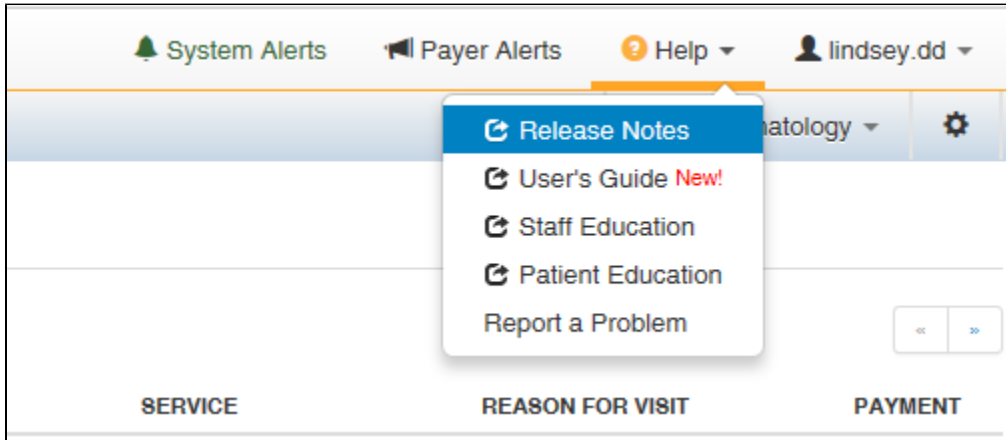 System Alerts Payer Alerts Help lindsey.dd
Release Notes
User's Guide New!
Staff Education
Patient Education
Report a Problem
« »
SERVICE REASON FOR VISIT PAYMENT